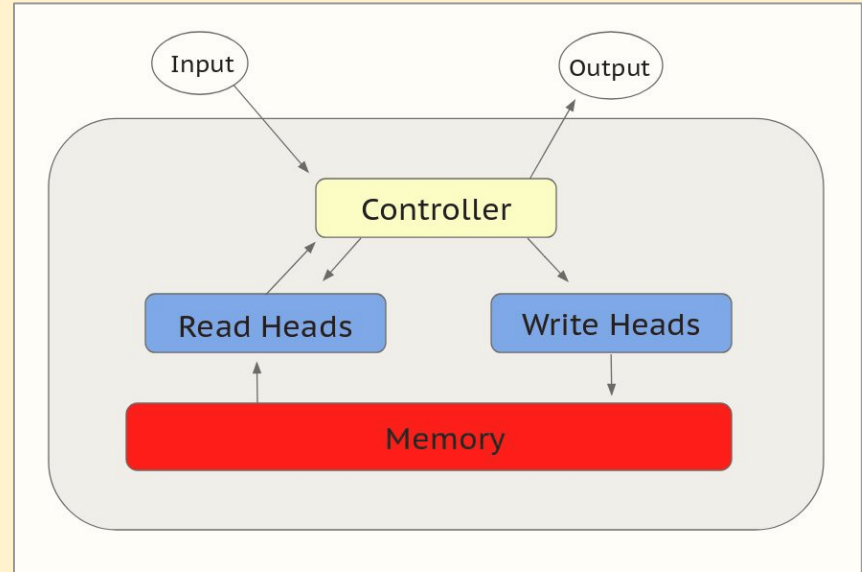 Input
Output
Controller
Read Heads
Write Heads
Memory